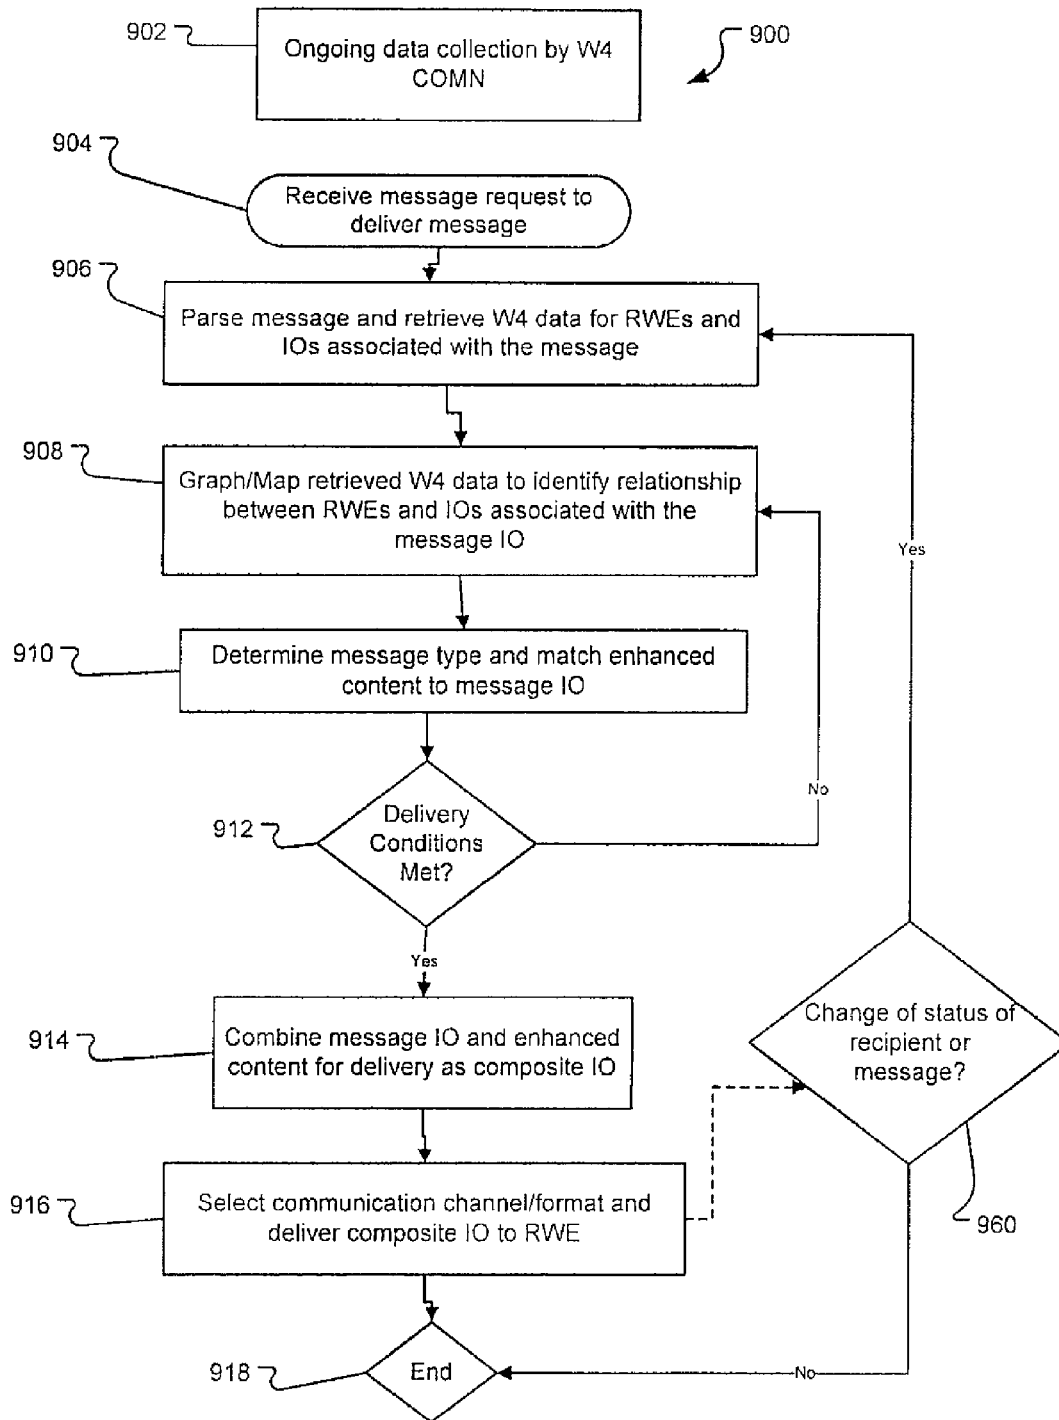 902
Ongoing data collection by W4
COMN
900
904
Receive message request to
deliver message
906
Parse message and retrieve W4 data for RWEs and
IOs associated with the message
908
Graph/Map retrieved W4 data to identify relationship
between RWEs and IOs associated with the
message IO
Yes
910
Determine message type and match enhanced
content to message IO
No
912
Delivery
Conditions
Met?
Yes
914
Combine message IO and enhanced
content for delivery as composite IO
Change of status of
recipient or
message?
916
Select communication channel/format and
deliver composite IO to RWE
960
918
End
No